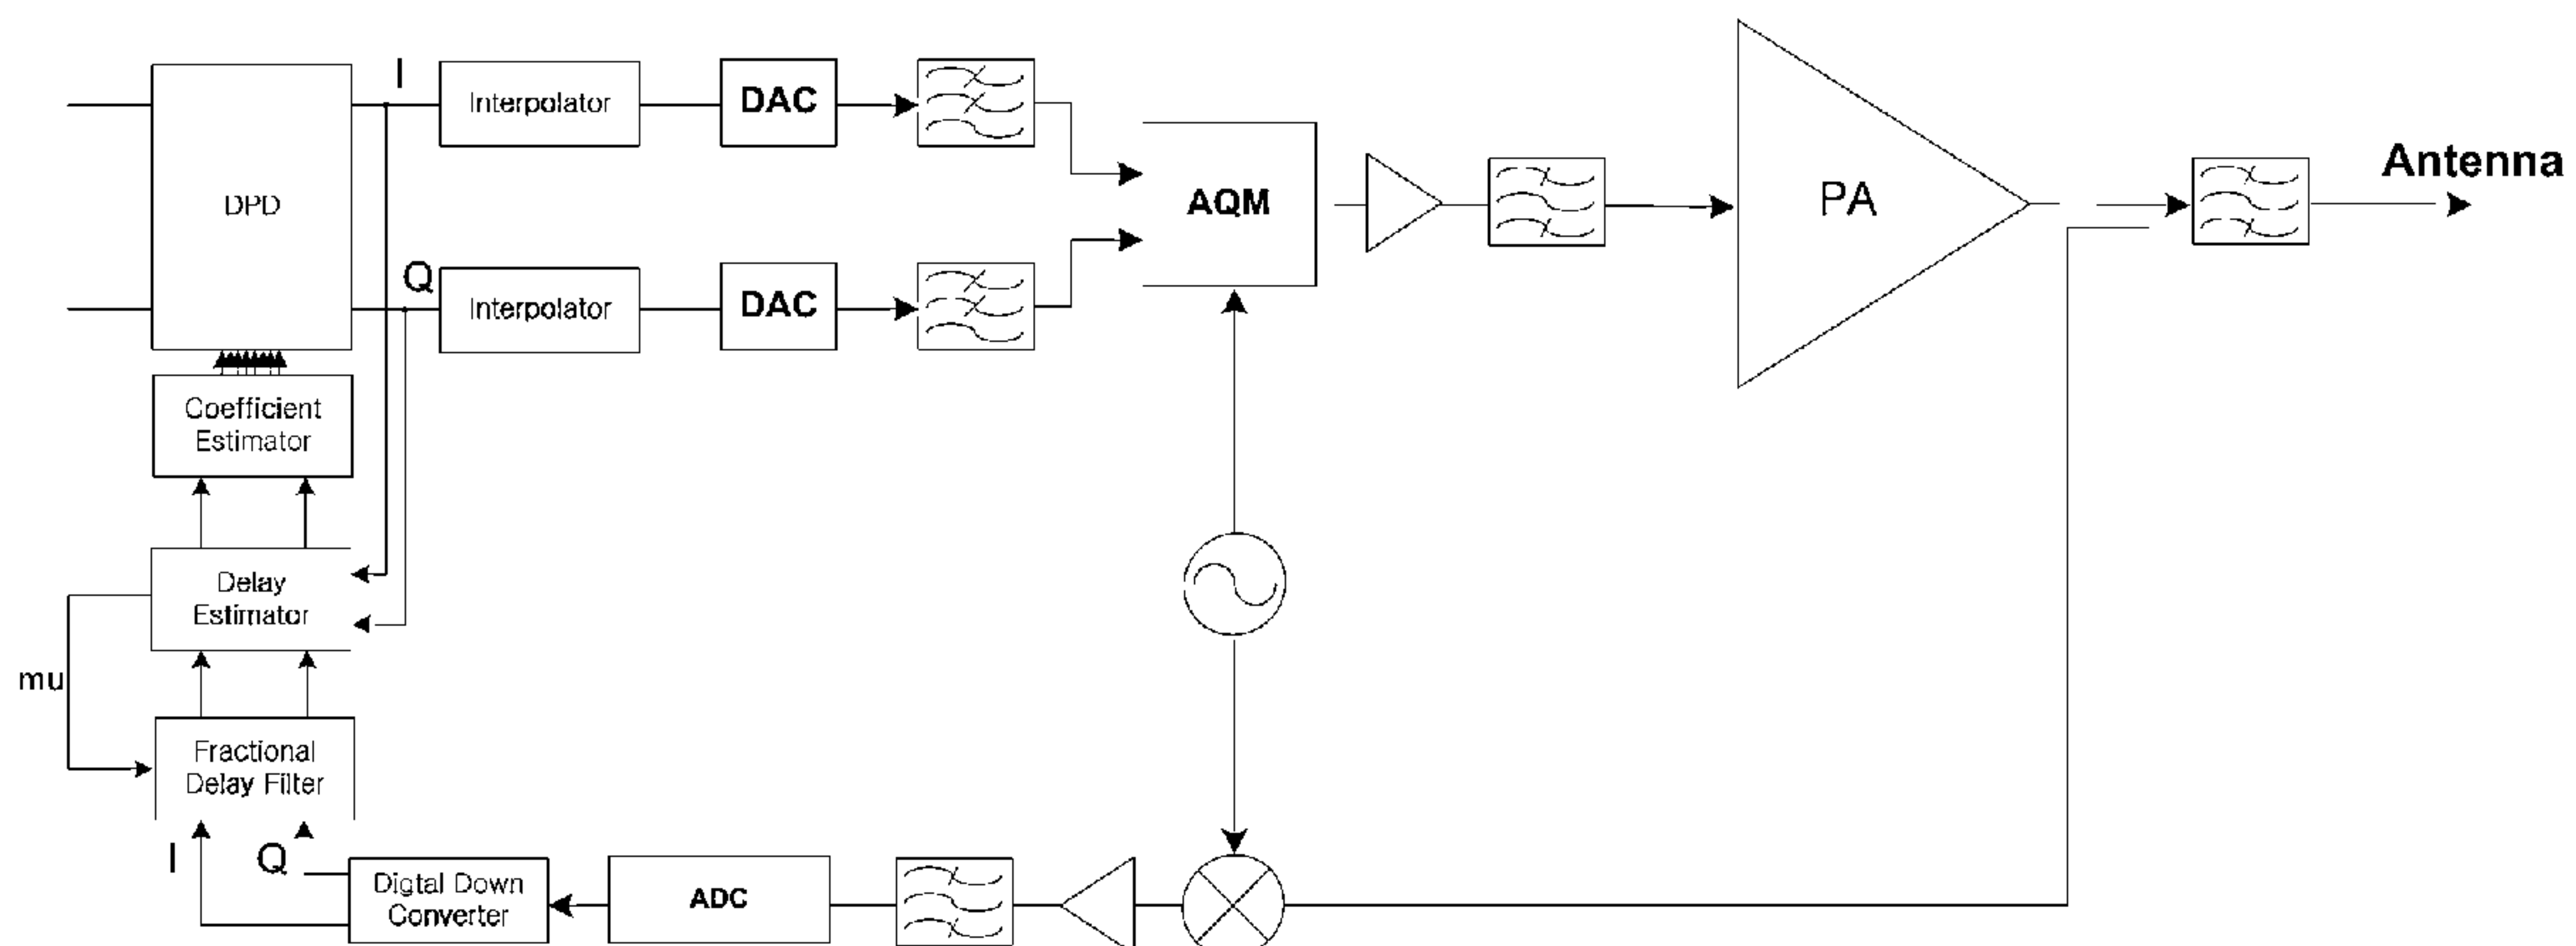 I
Interpolator
DAC
DPD
AQM
PA
Antenna
Q
Interpolator
DAC
Coefficient
Estimator
Delay
Estimator
mu
Fractional
Delay Filter
I
Q
Digtal Down
Converter
ADC